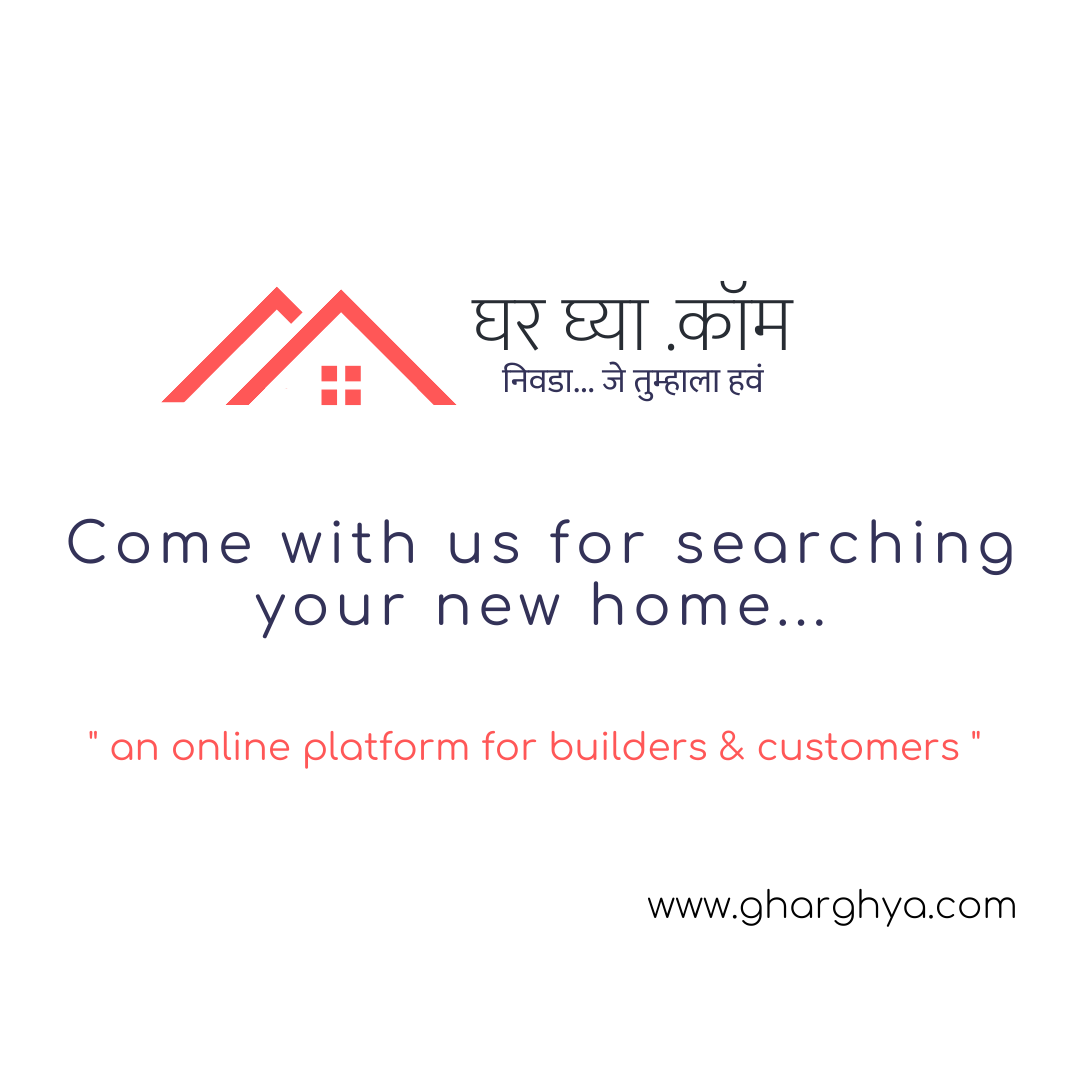 घर घ्या .कॉम
निवडा... जे तुम्हाला हवं
Come with us for searching
your new home...
" an online platform for builders & customers "
www.gharghya.com